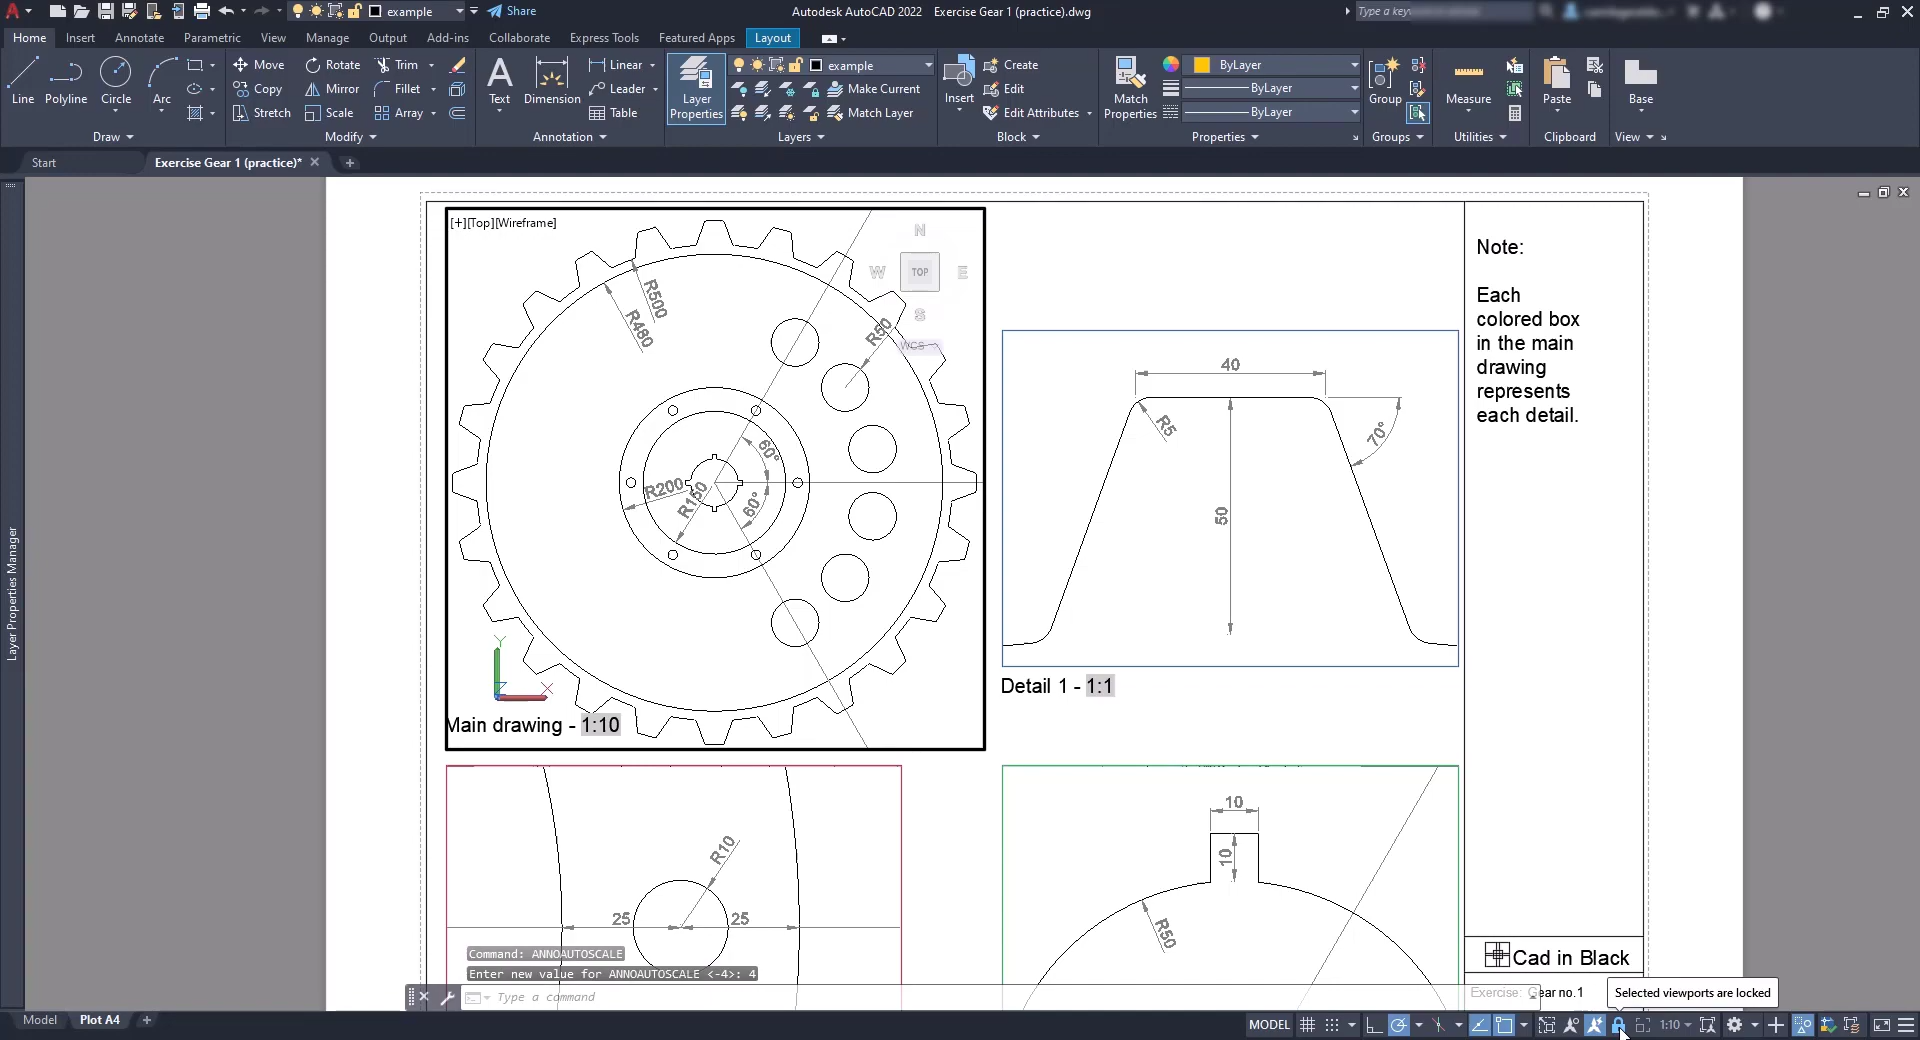 example
Share
Autodesk AutoCAD 2022 Exercise Gear 1 (practice).dwg
Type a key
Home Insert Annotate Parametric View Manage Output Add-ins Collaborate Express Tools Featured Apps Layout
Line Polyline Circle Arc
Move Rotate Trim
Copy Mirror Fillet
Stretch Scale Array
Text Dimension
Linear
Leader
Table
Layer Properties
example
Make Current
Match Layer
Insert
Create
Edit
Edit Attributes
Match Properties
ByLayer
ByLayer
ByLayer
Group
Measure
Paste
Base
Draw Modify Annotation Layers Block Properties Groups Utilities Clipboard View
Start Exercise Gear 1 (practice)*
Layer Properties Manager
[+][Top][Wireframe]
N
W TOP E
S
WCS
R500
R480
R50
60°
R200
R150
60°
Y
Z
X
Main drawing - 1:10
40
R5
70°
50
Detail 1 - 1:1
Note:
Each
colored box
in the main
drawing
represents
each detail.
R10
25 25
10
10
R50
Command: ANNOAUTOSCALE
Enter new value for ANNOAUTOSCALE <-4>: 4
Type a command
Cad in Black
Exercise: Gear no.1
Selected viewports are locked
Model Plot A4
MODEL 1:10